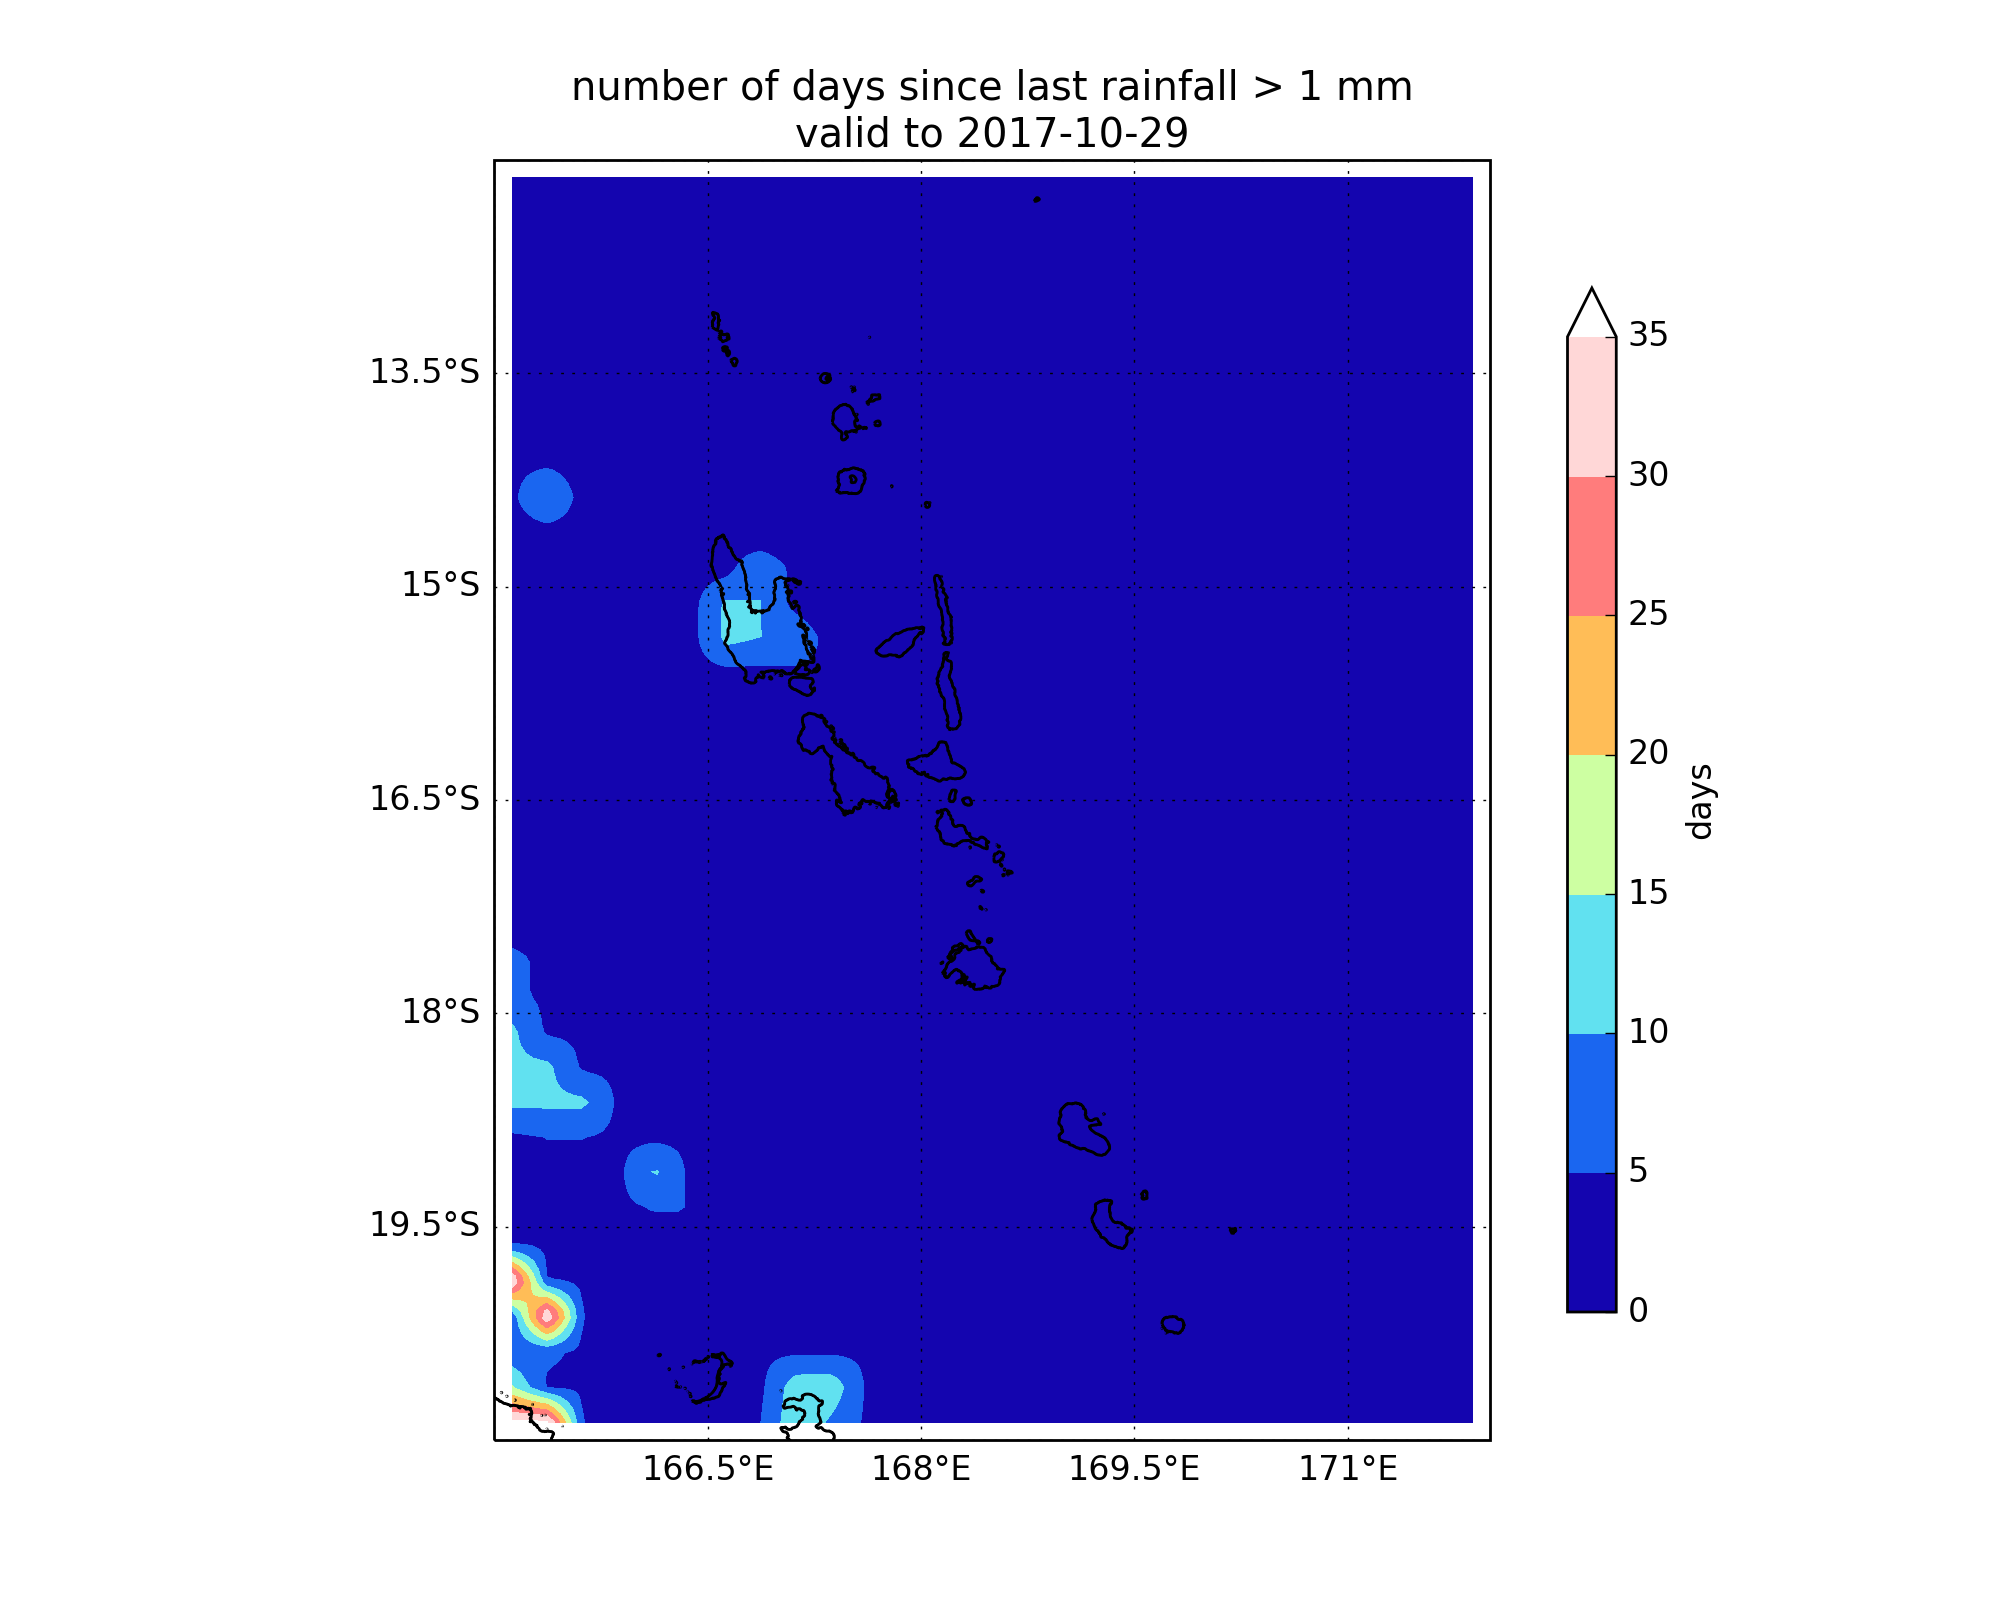 number of days since last rainfall > 1 mm
valid to 2017-10-29
13.5°S
15°S
16.5°S
18°S
19.5°S
166.5°E
168°E
169.5°E
171°E
35
30
25
20
15
10
5
0
days